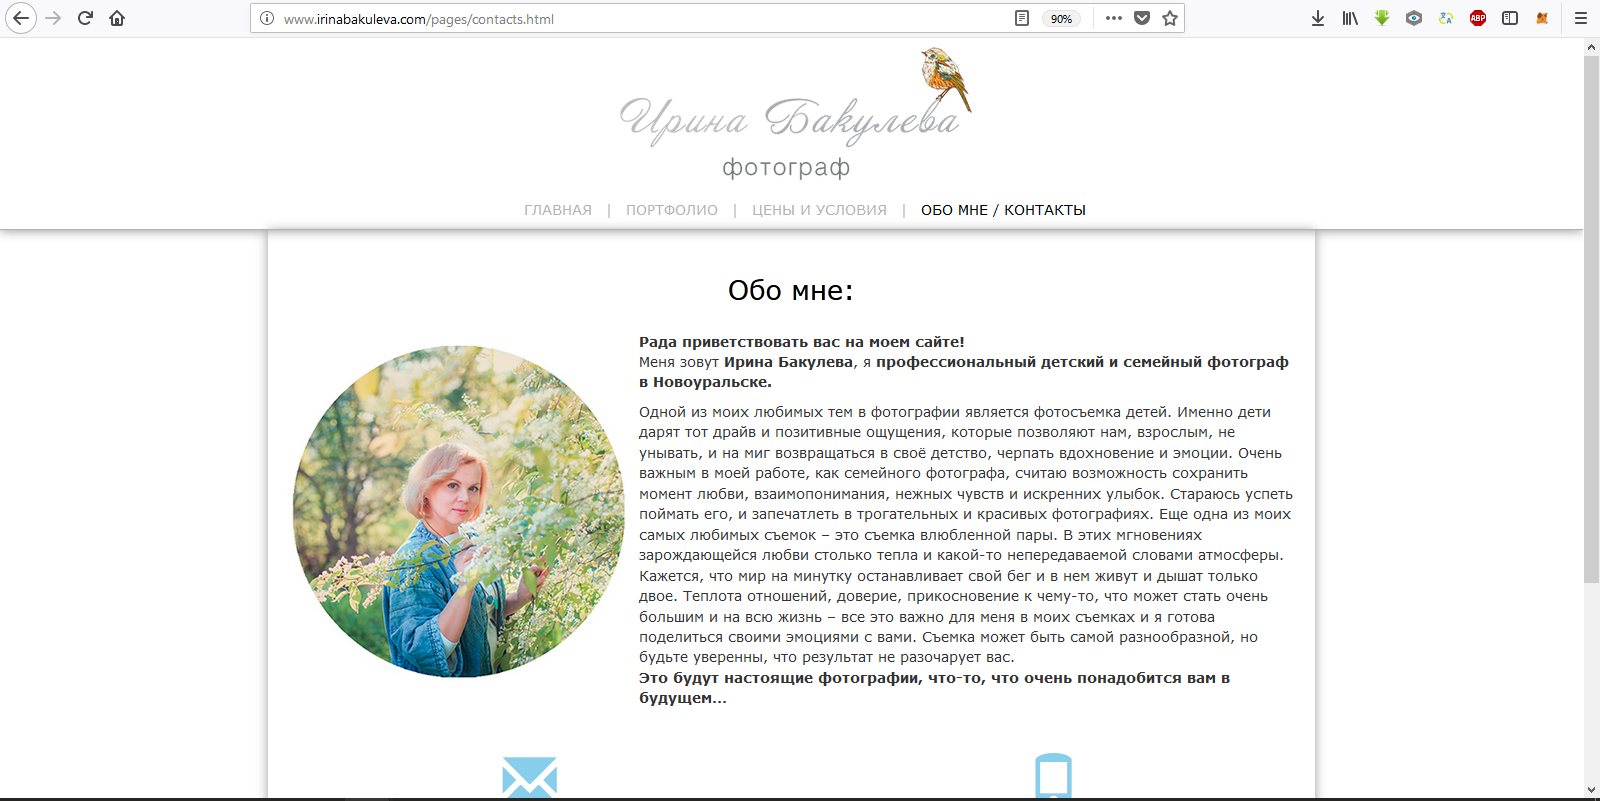 www.irinabakuleva.com/pages/contacts.html
90%
ABP
Ирина Бакулева
фотограф
ГЛАВНАЯ | ПОРТФОЛИО | ЦЕНЫ И УСЛОВИЯ | ОБО МНЕ / КОНТАКТЫ
Обо мне:
Рада приветствовать вас на моем сайте!
Меня зовут Ирина Бакулева, я профессиональный детский и семейный фотограф
в Новоуральске.
Одной из моих любимых тем в фотографии является фотосъемка детей. Именно дети
дарят тот драйв и позитивные ощущения, которые позволяют нам, взрослым, не
унывать, и на миг возвращаться в своё детство, черпать вдохновение и эмоции. Очень
важным в моей работе, как семейного фотографа, считаю возможность сохранить
момент любви, взаимопонимания, нежных чувств и искренних улыбок. Стараюсь успеть
поймать его, и запечатлеть в трогательных и красивых фотографиях. Еще одна из моих
самых любимых съемок – это съемка влюбленной пары. В этих мгновениях
зарождающейся любви столько тепла и какой-то непередаваемой словами атмосферы.
Кажется, что мир на минутку останавливает свой бег и в нем живут и дышат только
двое. Теплота отношений, доверие, прикосновение к чему-то, что может стать очень
большим и на всю жизнь – все это важно для меня в моих съемках и я готова
поделиться своими эмоциями с вами. Съемка может быть самой разнообразной, но
будьте уверенны, что результат не разочарует вас.
Это будут настоящие фотографии, что-то, что очень понадобится вам в
будущем...